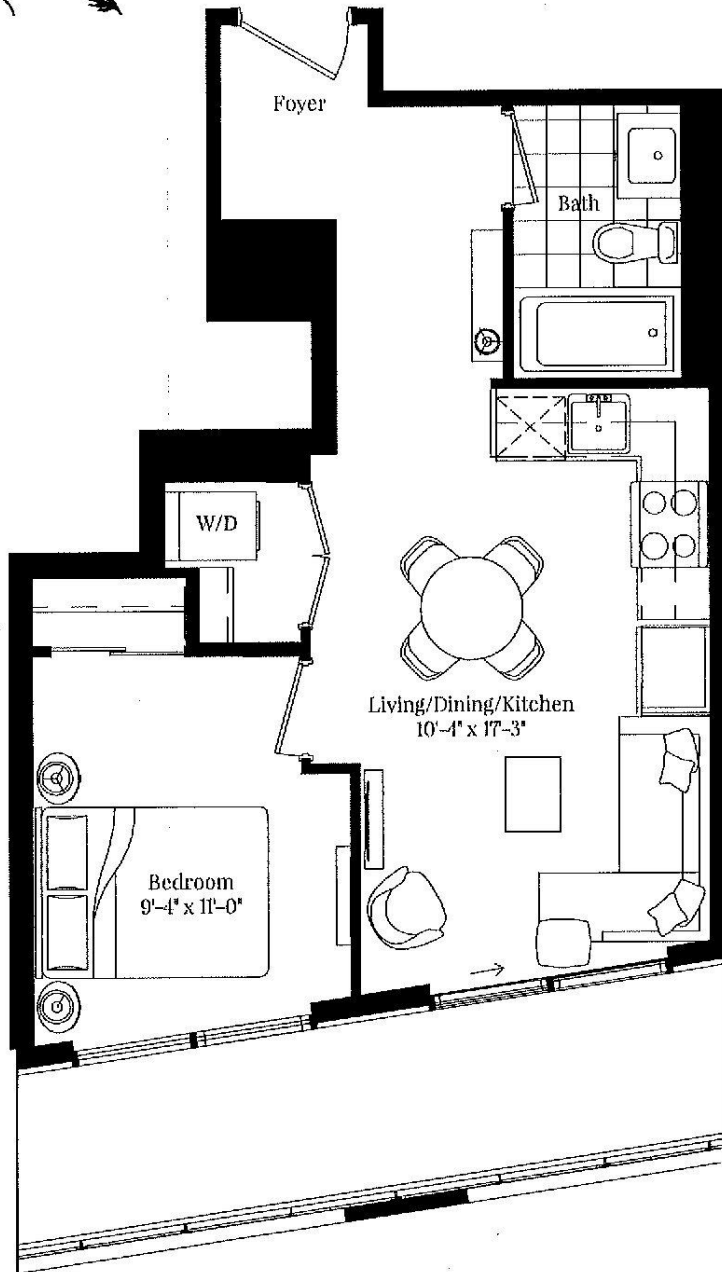 Foyer
Bath
W/D
Living/Dining/Kitchen
10'-4" x 17'-3"
Bedroom
9'-4" x 11'-0"